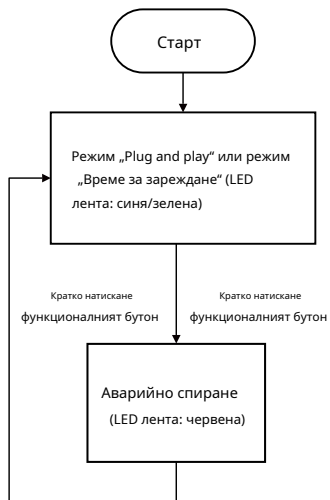 Старт
Режим „Plug and play“ или режим
„Време за зареждане“ (LED
лента: синя/зелена)
Кратко натискане
функционалният бутон
Кратко натискане
функционалният бутон
Аварийно спиране
(LED лента: червена)